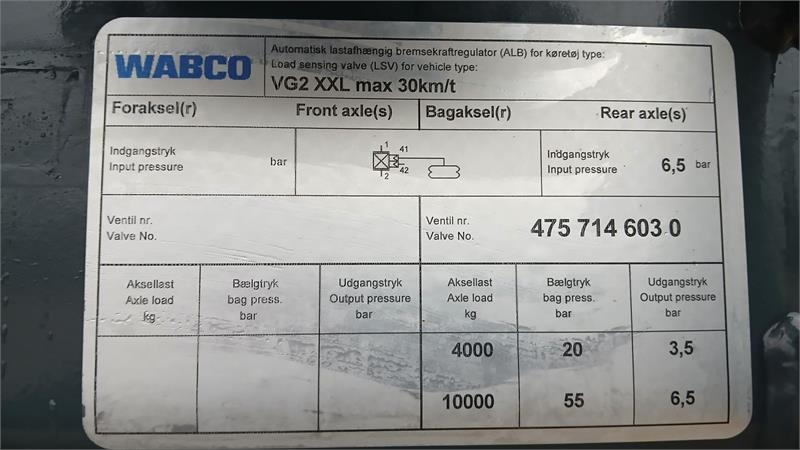 WABCO
Automatisk lastafhængig bremsekraftregulator (ALB) for køretøj type:
Load sensing valve (LSV) for vehicle type:
VG2 XXL max 30km/t
Foraksel(r) Front axle(s) Bagaksel(r) Rear axle(s)
Indgangstryk
Input pressure bar
1 41
42
2
Indgangstryk
Input pressure 6,5 bar
Ventil nr.
Valve No.
Ventil nr.
Valve No. 475 714 603 0
Aksellast Bælgtryk Udgangstryk Aksellast Bælgtryk Udgangstryk
Axle load bag press. Output pressure Axle load bag press. Output pressure
kg bar bar kg bar bar
4000 20 3,5
10000 55 6,5